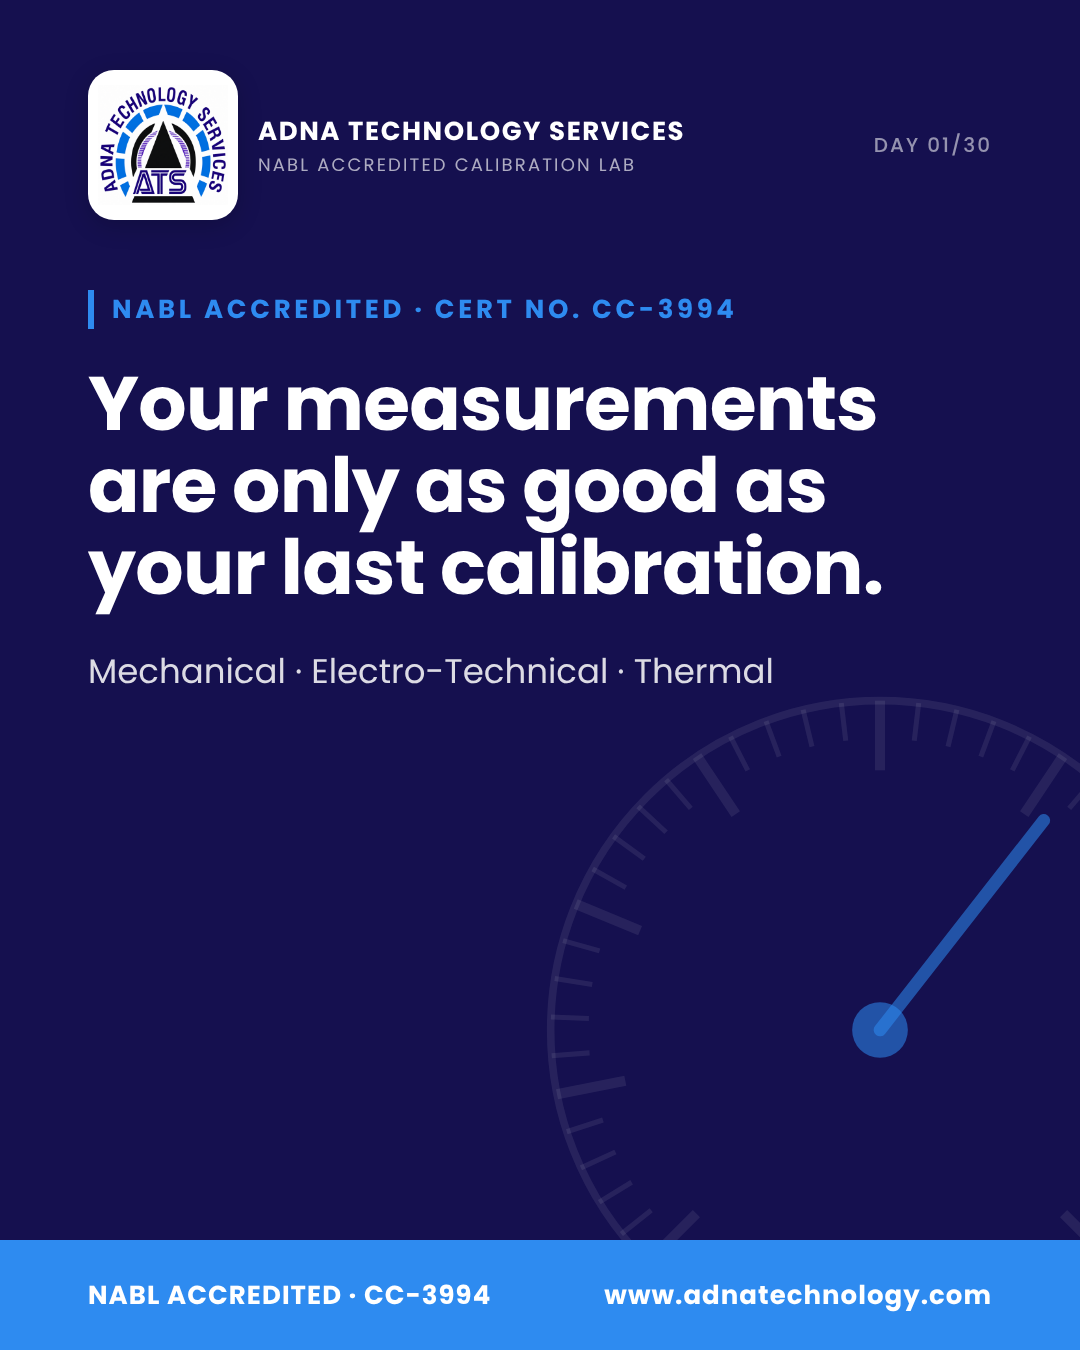 ADNA TECHNOLOGY SERVICES
ATS
ADNA TECHNOLOGY SERVICES
NABL ACCREDITED CALIBRATION LAB
DAY 01/30
NABL ACCREDITED · CERT NO. CC-3994
Your measurements
are only as good as
your last calibration.
Mechanical · Electro-Technical · Thermal
NABL ACCREDITED · CC-3994
www.adnatechnology.com